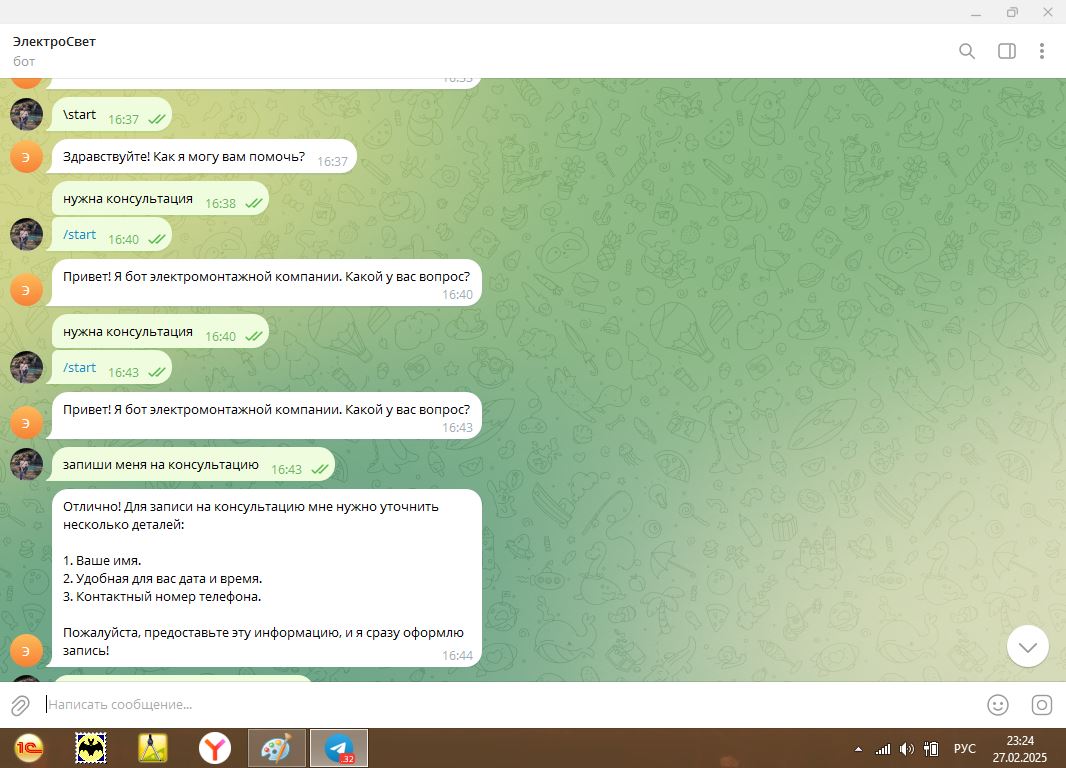 ЭлектроСвет
бот
16:35
\start 16:37
Э
Здравствуйте! Как я могу вам помочь? 16:37
нужна консультация 16:38
/start 16:40
Привет! Я бот электромонтажной компании. Какой у вас вопрос?
Э
16:40
нужна консультация 16:40
/start 16:43
Привет! Я бот электромонтажной компании. Какой у вас вопрос?
Э
16:43
запиши меня на консультацию 16:43
Отлично! Для записи на консультацию мне нужно уточнить
несколько деталей:
1. Ваше имя.
2. Удобная для вас дата и время.
3. Контактный номер телефона.
Пожалуйста, предоставьте эту информацию, и я сразу оформлю
запись!
Э
16:44
Написать сообщение...
1С
Y
..32
РУС
23:24
27.02.2025